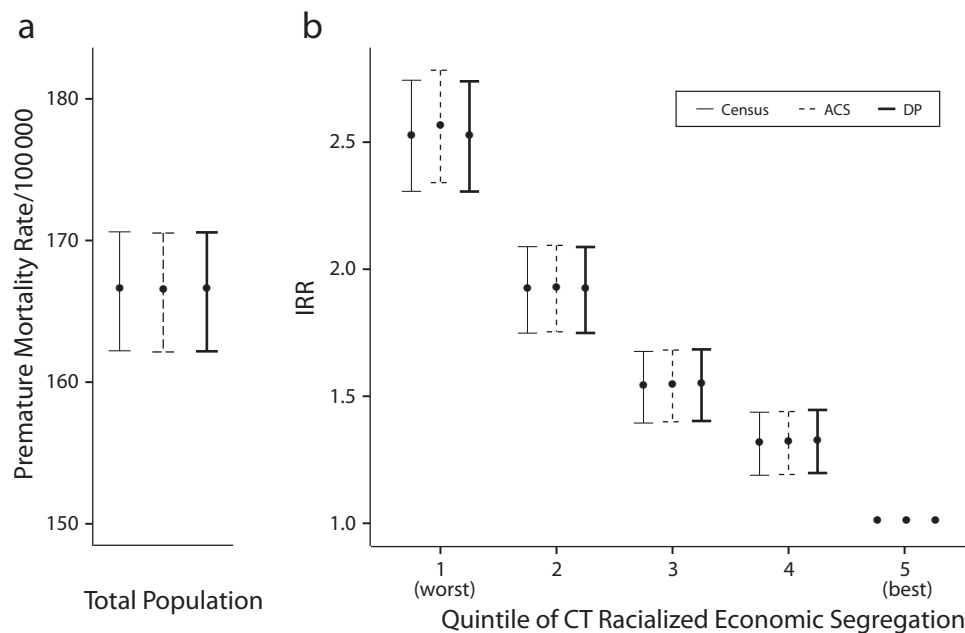 a
Premature Mortality Rate/100 000
180
170
160
150
Total Population
b
IRR
2.5
2.0
1.5
1.0
Census ACS DP
1 2 3 4 5
(worst) (best)
Quintile of CT Racialized Economic Segregation